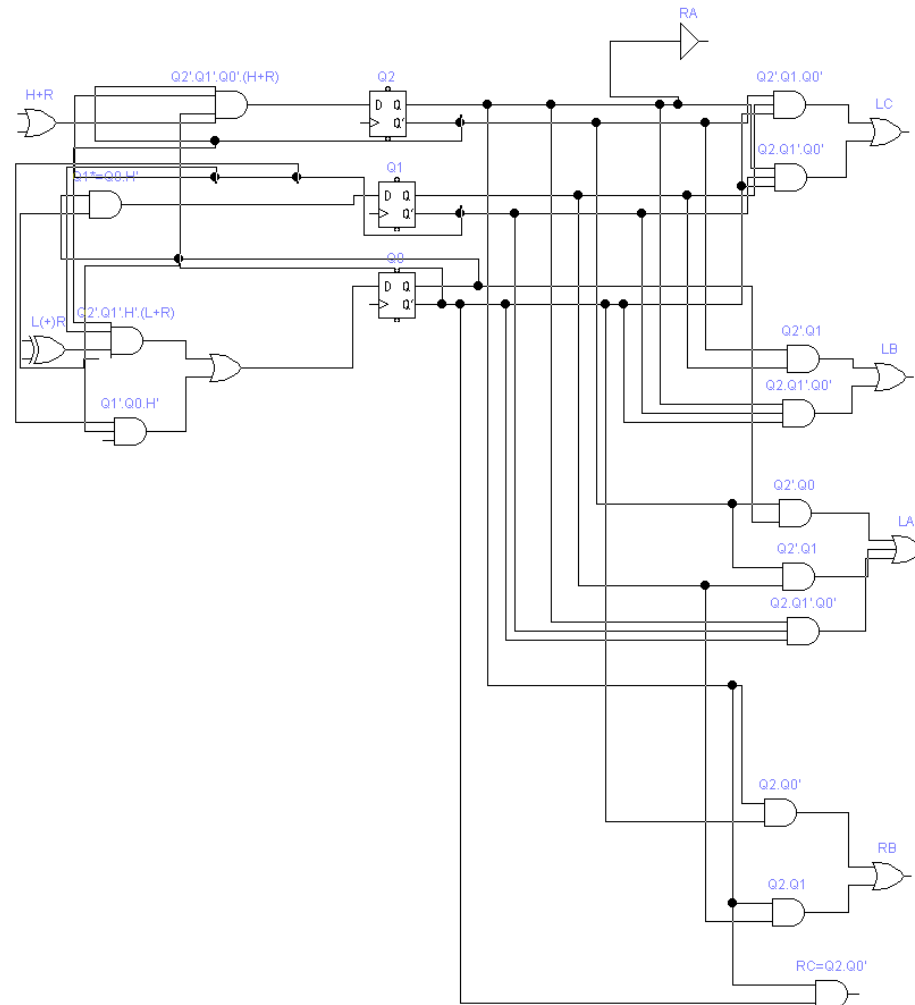 RA
Q2'.Q1'.Q0'.(H+R)
Q2
Q2'.Q1.Q0'
H+R
LC
D Q
Q'
Q2.Q1'.Q0'
Q1
Q1*=Q0.H'
D Q
Q'
Q0
D Q
Q'
L(+)R
Q2'.Q1'.H'.(L+R)
Q2'.Q1
LB
Q2.Q1'.Q0'
Q1'.Q0.H'
Q2'.Q0
LA
Q2'.Q1
Q2.Q1'.Q0'
Q2.Q0'
RB
Q2.Q1
RC=Q2.Q0'